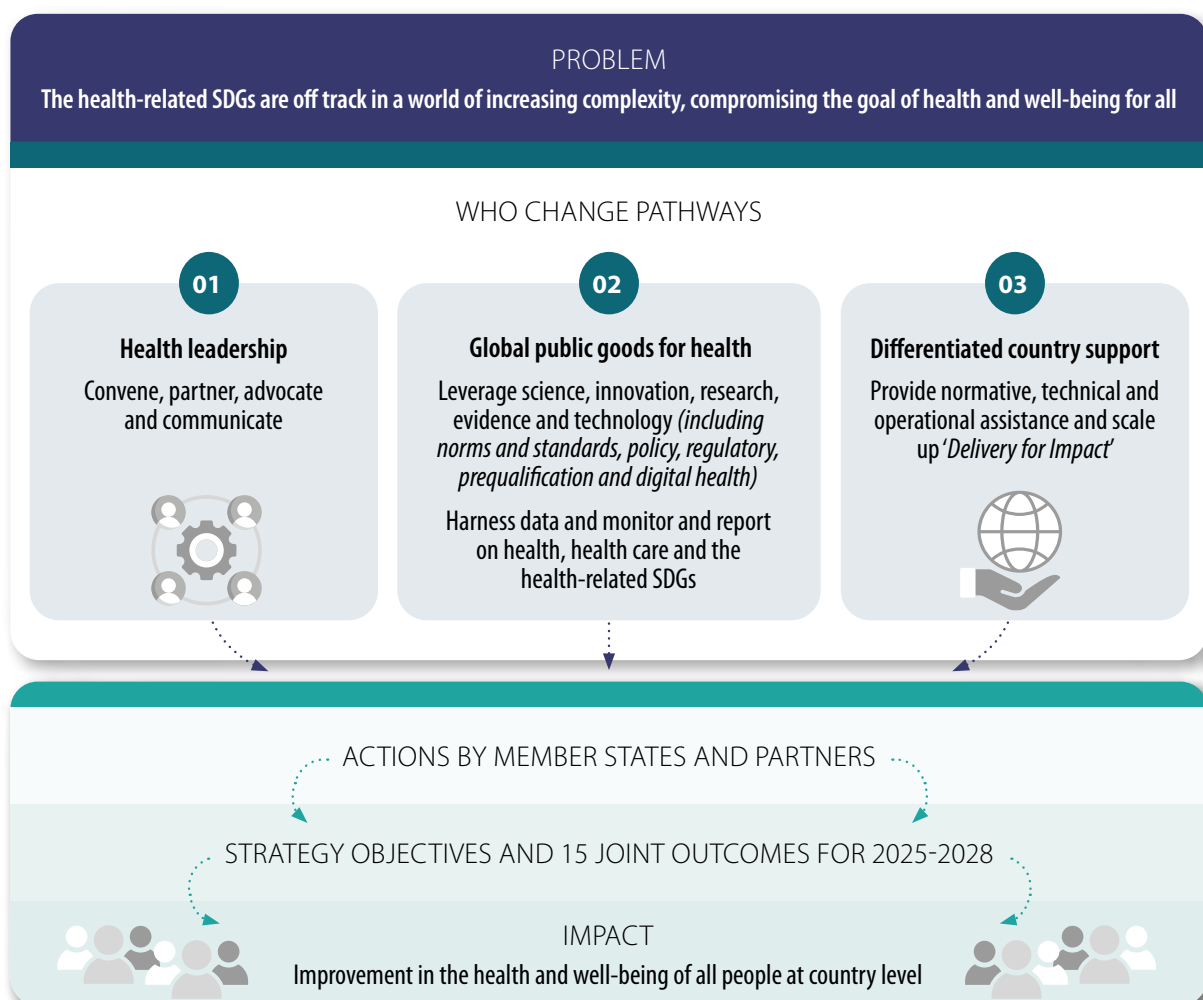 PROBLEM
The health-related SDGs are off track in a world of increasing complexity, compromising the goal of health and well-being for all
WHO CHANGE PATHWAYS
01
Health leadership
Convene, partner, advocate
and communicate
02
Global public goods for health
Leverage science, innovation, research,
evidence and technology (including
norms and standards, policy, regulatory,
prequalification and digital health)
Harness data and monitor and report
on health, health care and the
health-related SDGs
03
Differentiated country support
Provide normative, technical and
operational assistance and scale
up ‘Delivery for Impact’
ACTIONS BY MEMBER STATES AND PARTNERS
STRATEGY OBJECTIVES AND 15 JOINT OUTCOMES FOR 2025-2028
IMPACT
Improvement in the health and well-being of all people at country level